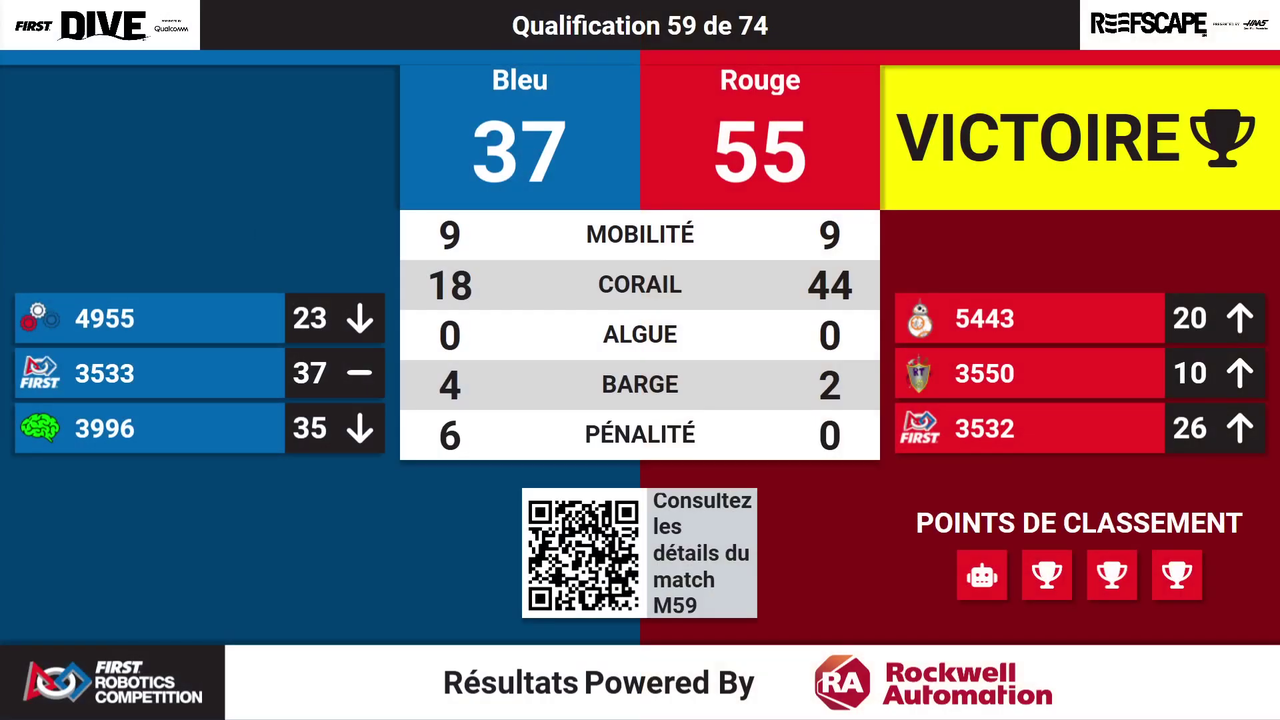 FIRST DIVE PRESENTED BY Qualcomm
Qualification 59 de 74
REEFSCAPE
HAAS
Bleu
37
Rouge
55
VICTOIRE
9 MOBILITÉ 9
18 CORAIL 44
0 ALGUE 0
4 BARGE 2
6 PÉNALITÉ 0
4955 23
FIRST 3533 37
3996 35
5443 20
3550 10
FIRST 3532 26
Consultez
les
détails du
match
M59
POINTS DE CLASSEMENT
FIRST
ROBOTICS
COMPETITION
Résultats Powered By
RA
Rockwell
Automation